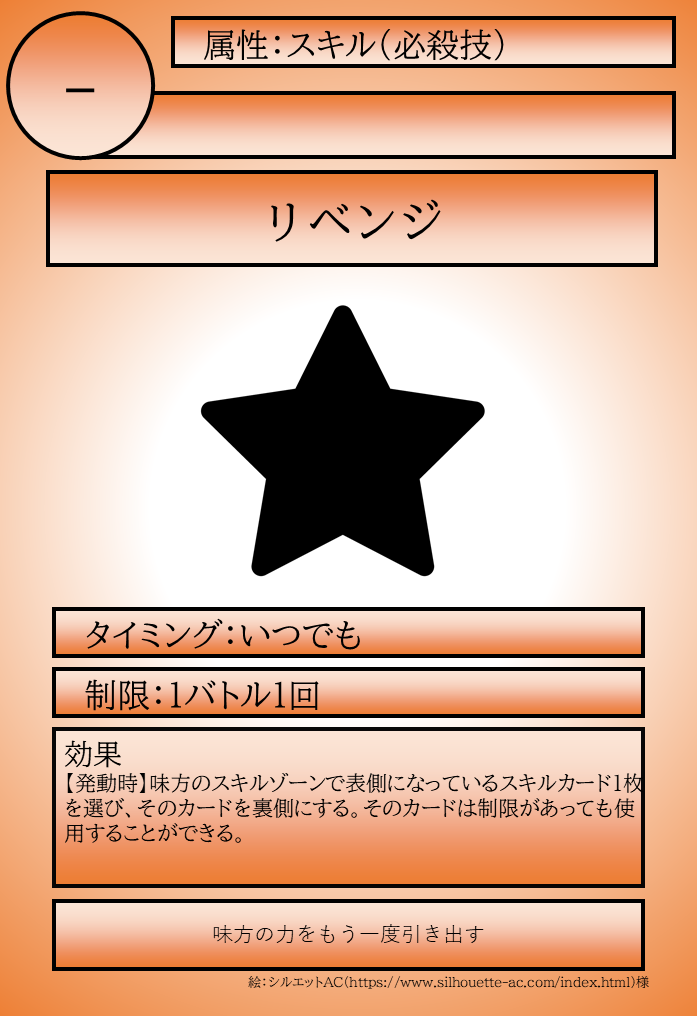 属性：スキル（必殺技）
－
リベンジ
タイミング：いつでも
制限：1バトル1回
効果
【発動時】味方のスキルゾーンで表側になっているスキルカード1枚
を選び、そのカードを裏側にする。そのカードは制限があっても使
用することができる。
味方の力をもう一度引き出す
絵：シルエットAC（https://www.silhouette-ac.com/index.html）様